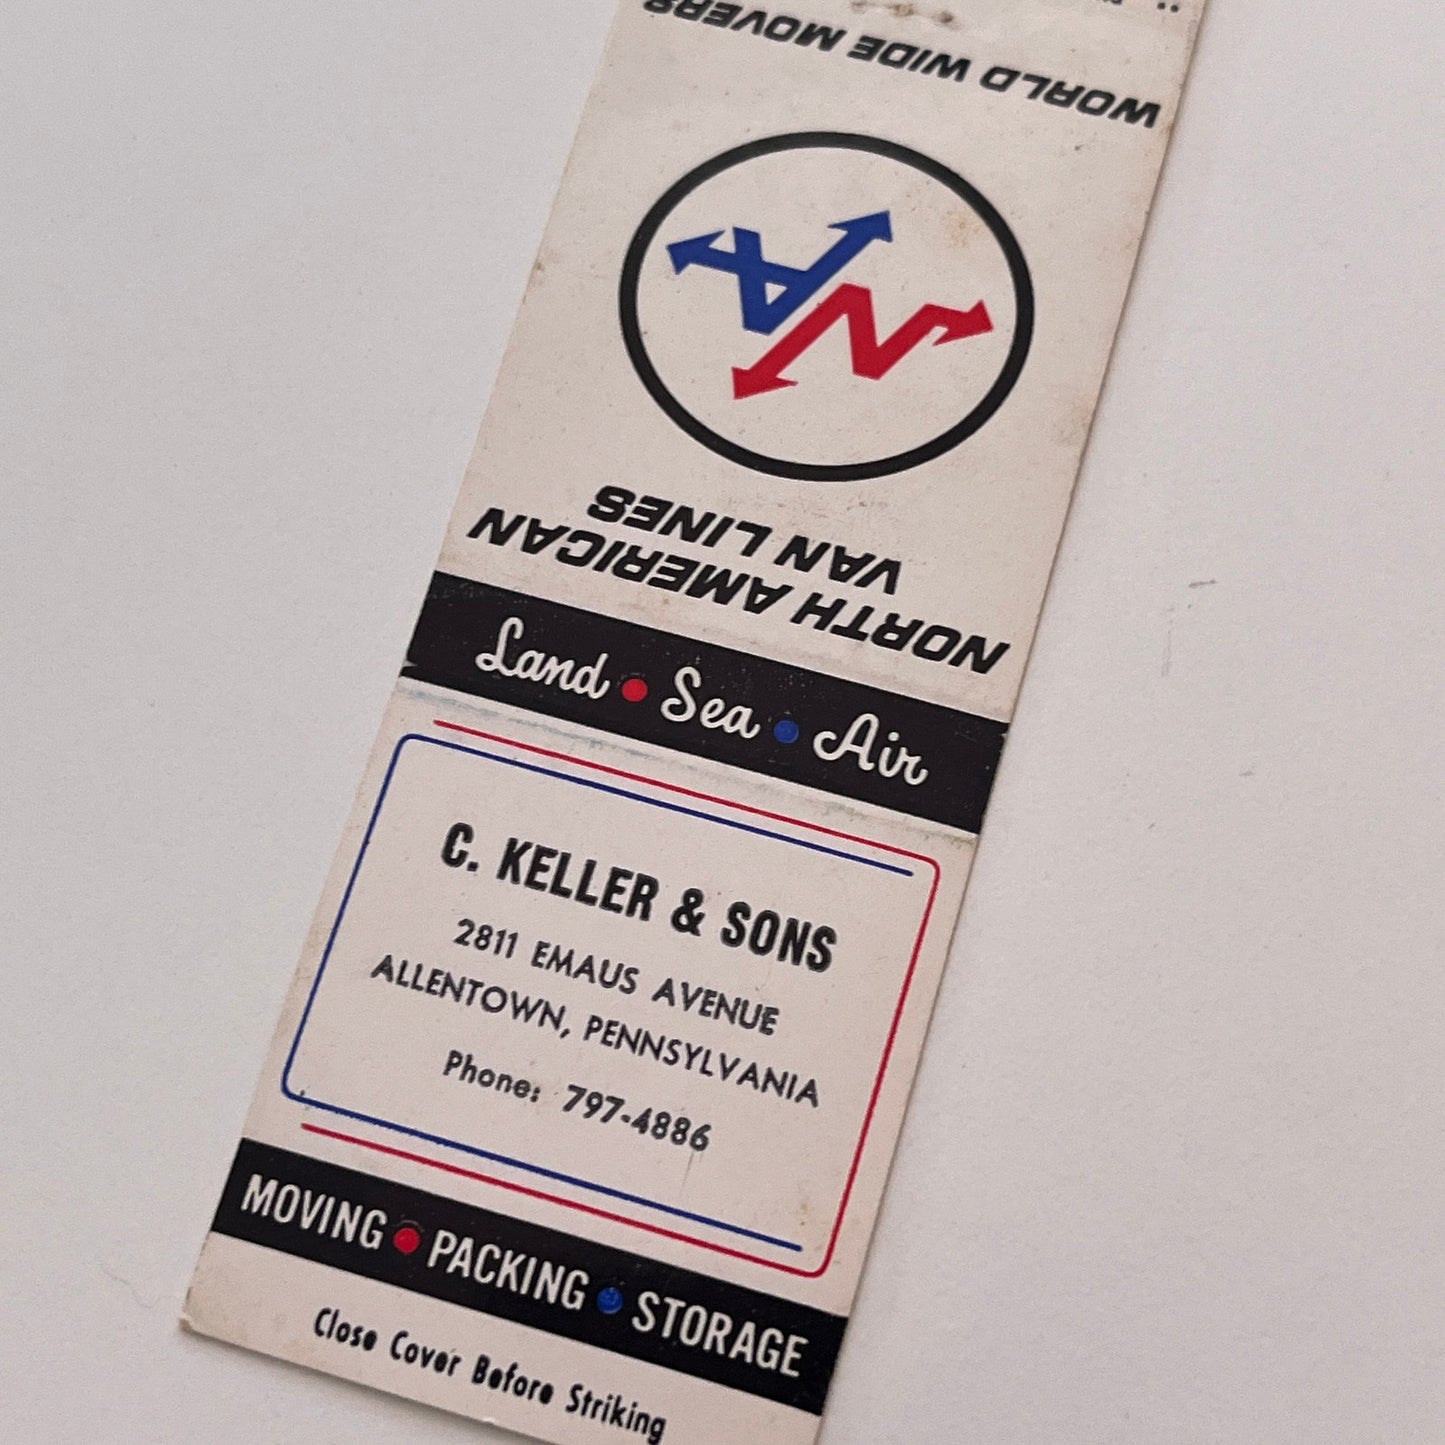 WORLD WIDE MOVERS
NA
NORTH AMERICAN
VAN LINES
Land • Sea • Air
C. KELLER & SONS
2811 EMAUS AVENUE
ALLENTOWN, PENNSYLVANIA
Phone: 797-4886
MOVING • PACKING • STORAGE
Close Cover Before Striking